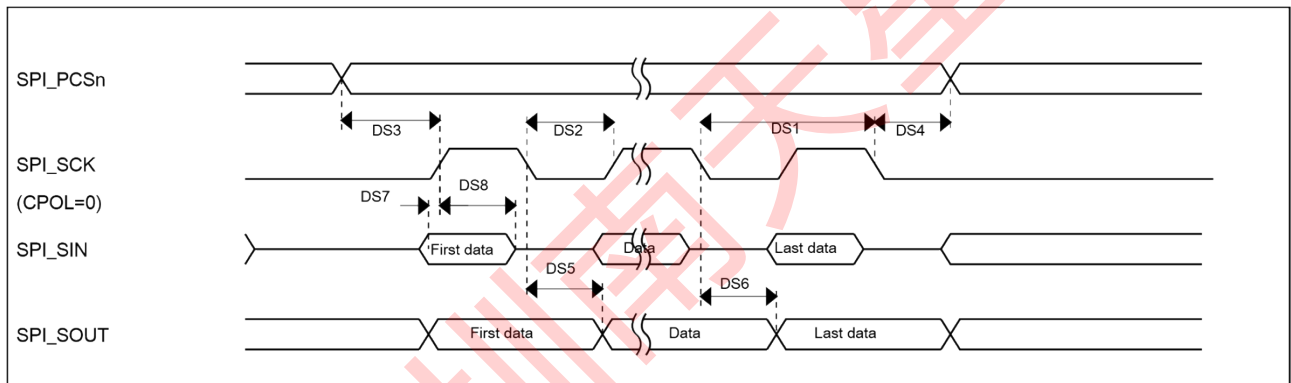 SPI_PCSn
DS3
DS2
DS1
DS4
SPI_SCK
(CPOL=0)
DS7
DS8
SPI_SIN
First data
Data
Last data
DS5
DS6
SPI_SOUT
First data
Data
Last data